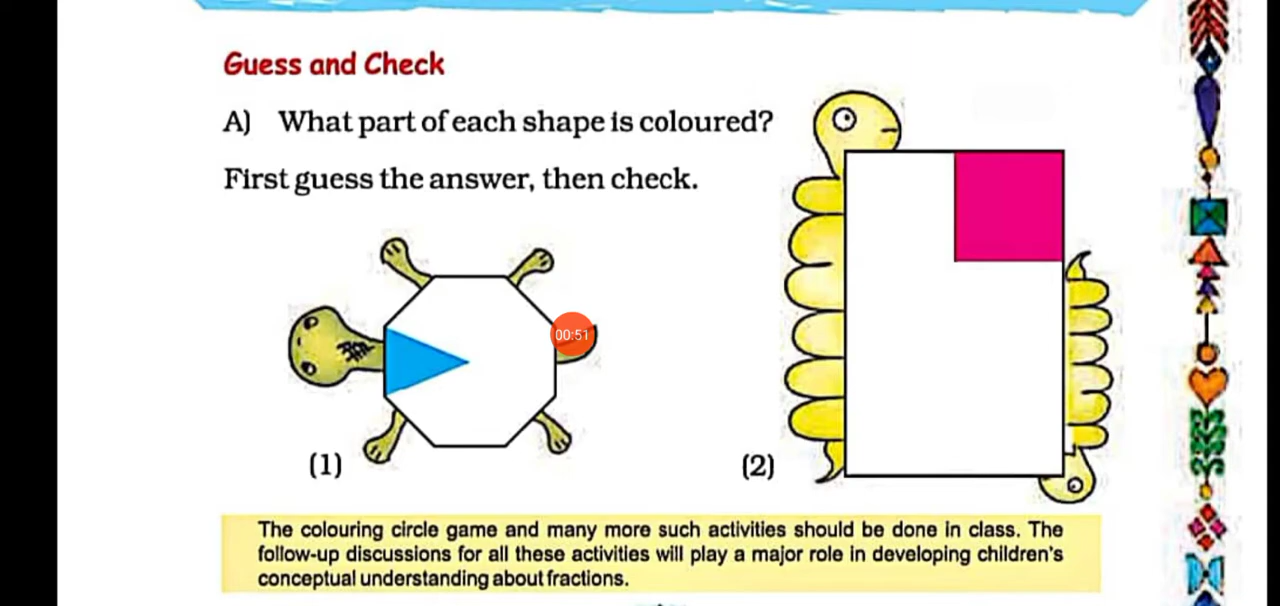 Guess and Check
A) What part of each shape is coloured?
First guess the answer, then check.
00:51
(1)
(2)
The colouring circle game and many more such activities should be done in class. The
follow-up discussions for all these activities will play a major role in developing children's
conceptual understanding about fractions.